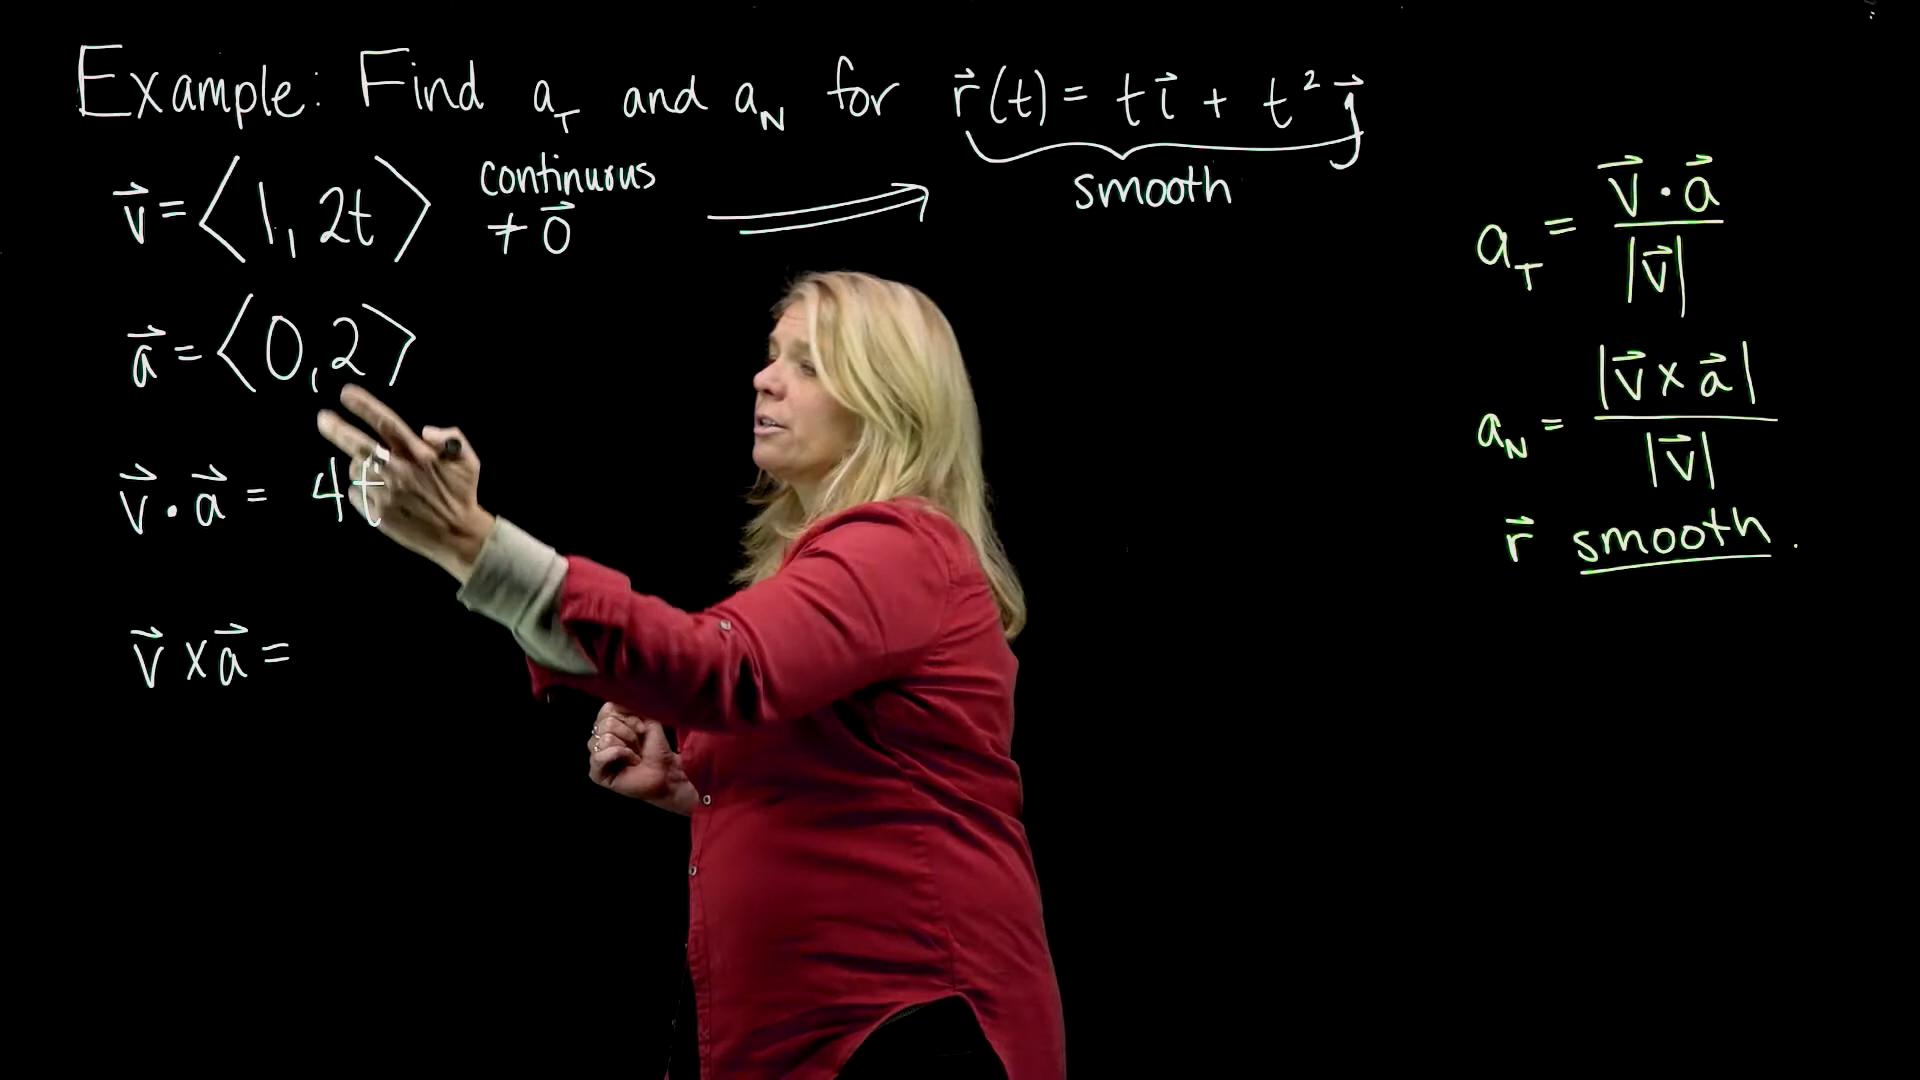 Example: Find a_T and a_N for r⃗(t) = t i⃗ + t² j⃗
v⃗ = ⟨1, 2t⟩ continuous ≠ 0⃗ ⟹ smooth
a⃗ = ⟨0, 2⟩
v⃗ · a⃗ = 4t
v⃗ × a⃗ =
a_T = v⃗ · a⃗ / |v⃗|
a_N = |v⃗ × a⃗| / |v⃗|
r⃗ smooth.